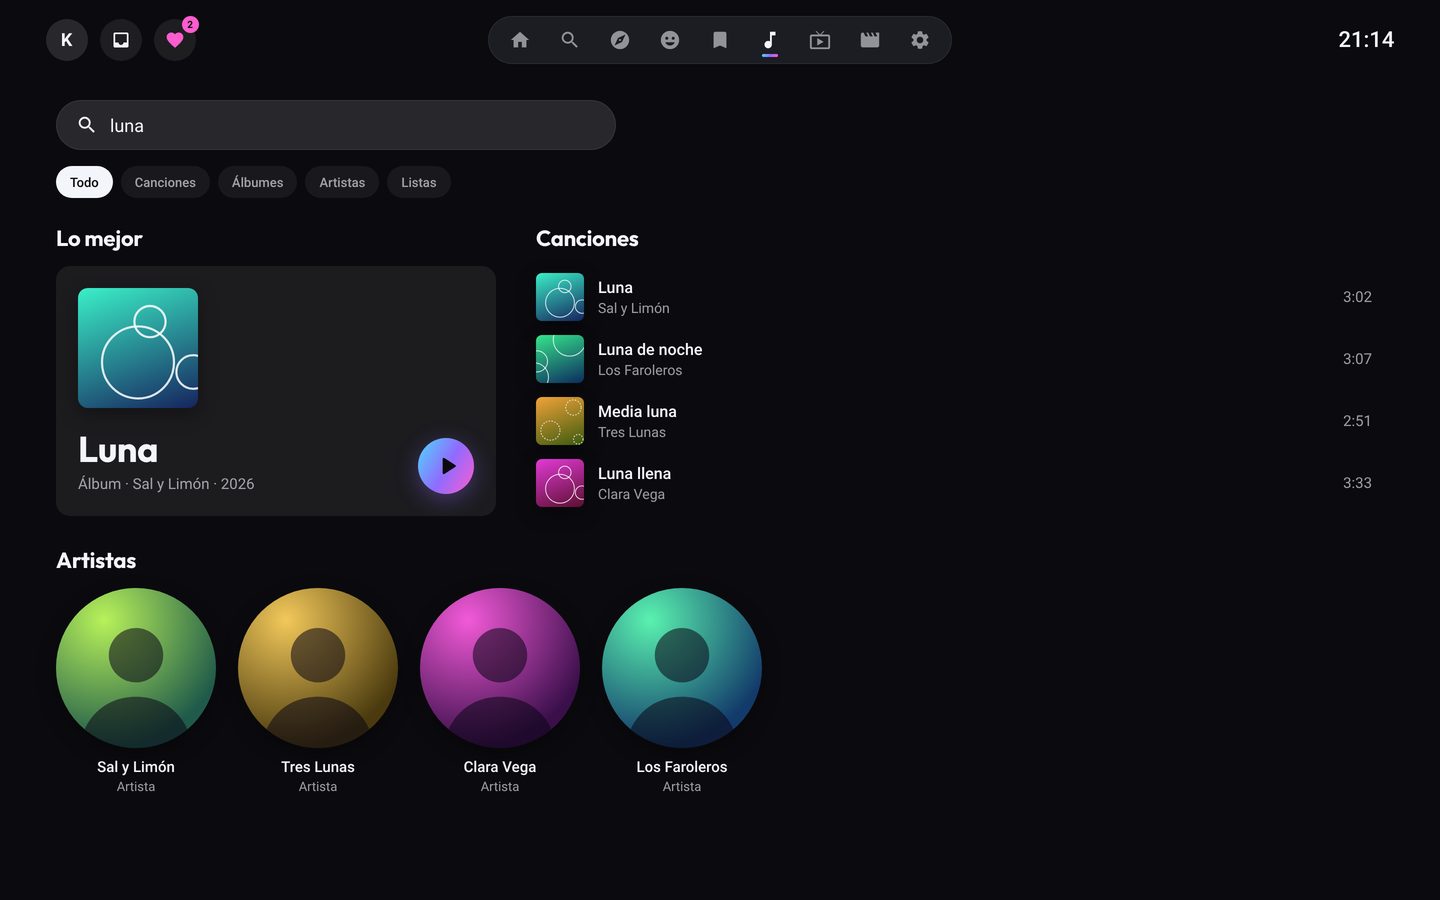 K
2
21:14
luna
Todo
Canciones
Álbumes
Artistas
Listas
Lo mejor
Luna
Álbum · Sal y Limón · 2026
Canciones
Luna
Sal y Limón
3:02
Luna de noche
Los Faroleros
3:07
Media luna
Tres Lunas
2:51
Luna llena
Clara Vega
3:33
Artistas
Sal y Limón
Artista
Tres Lunas
Artista
Clara Vega
Artista
Los Faroleros
Artista